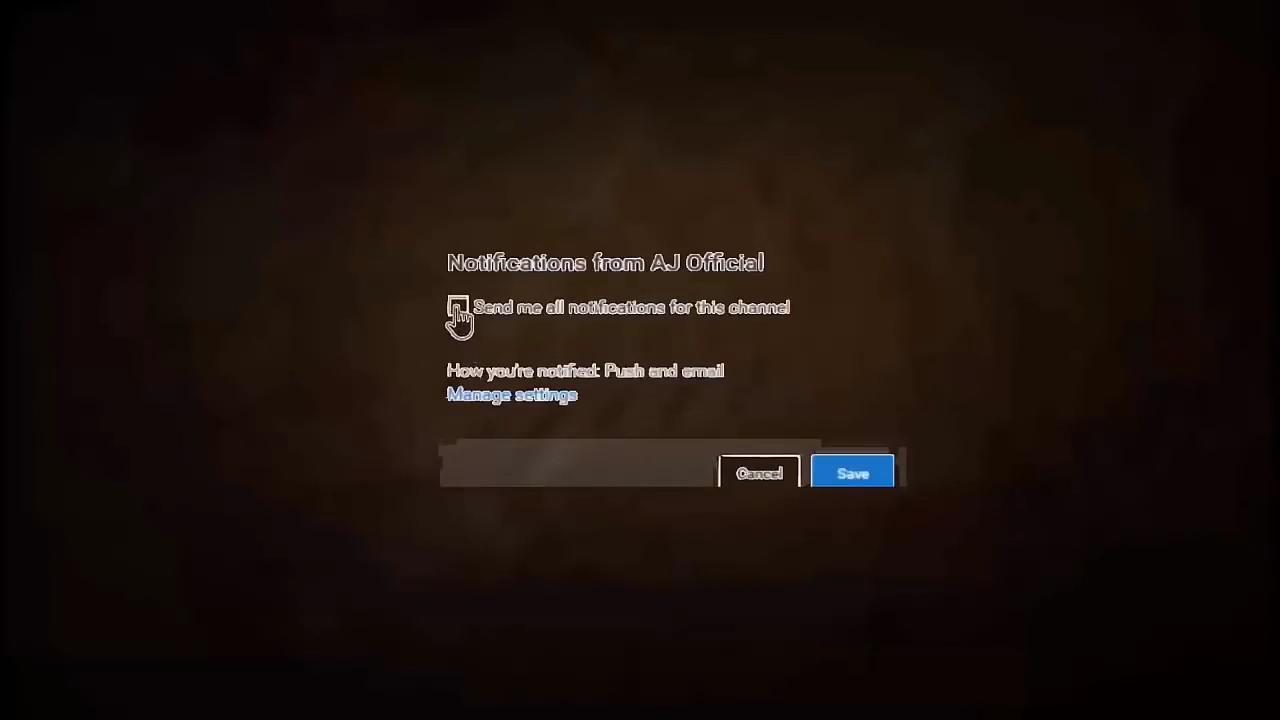 Notifications from AJ Official
Send me all notifications for this channel
How you're notified: Push and email
Manage settings
Cancel
Save